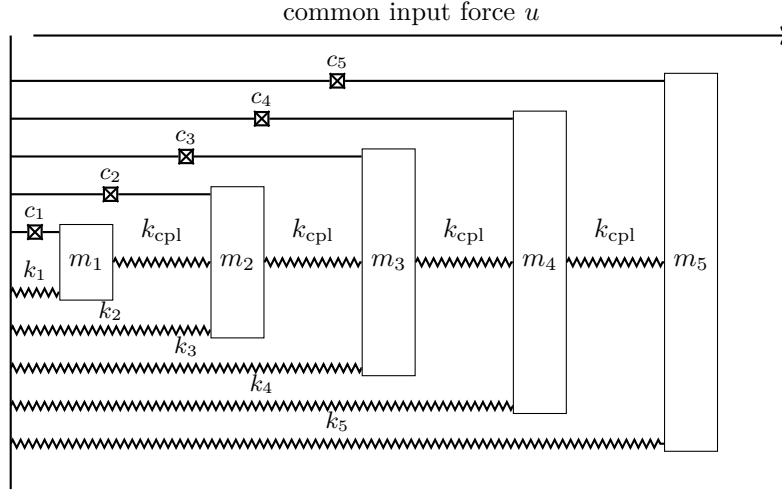 common input force u
c₅
c₄
c₃
c₂
c₁
k_cpl k_cpl k_cpl k_cpl
m₁ m₂ m₃ m₄ m₅
k₁
k₂
k₃
k₄
k₅